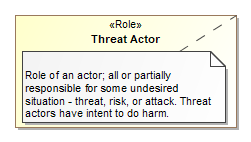 «Role»
Threat Actor
Role of an actor; all or partially
responsible for some undesired
situation - threat, risk, or attack. Threat
actors have intent to do harm.